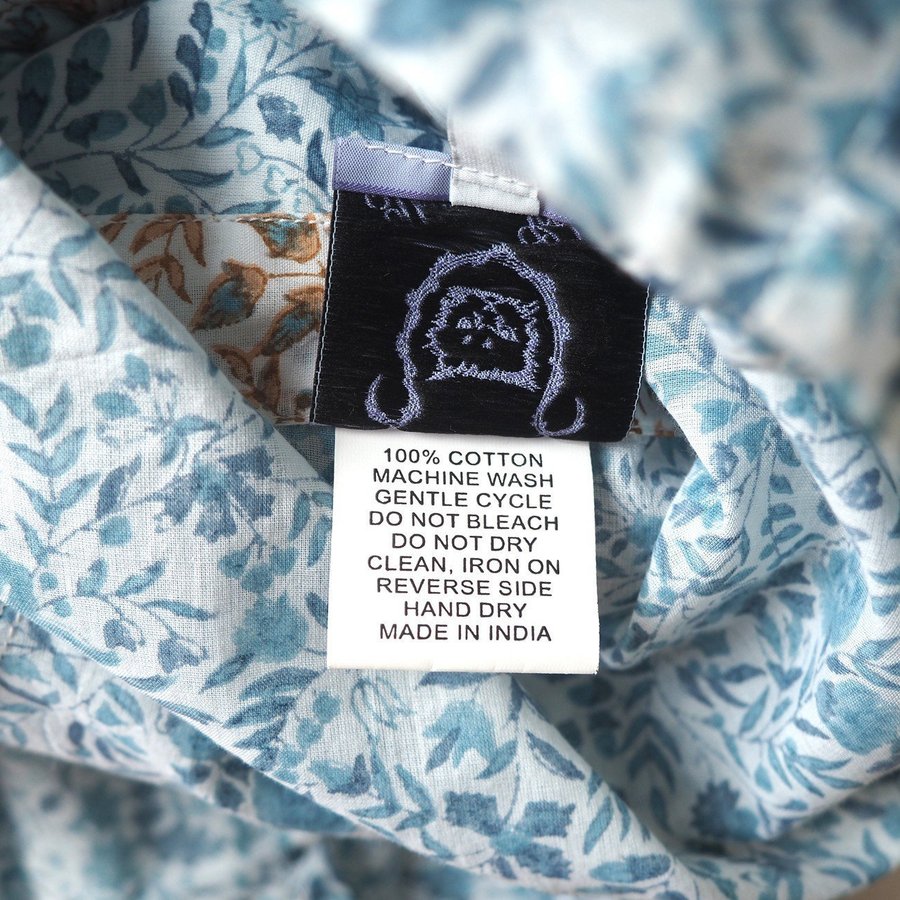 100% COTTON
MACHINE WASH
GENTLE CYCLE
DO NOT BLEACH
DO NOT DRY
CLEAN, IRON ON
REVERSE SIDE
HAND DRY
MADE IN INDIA